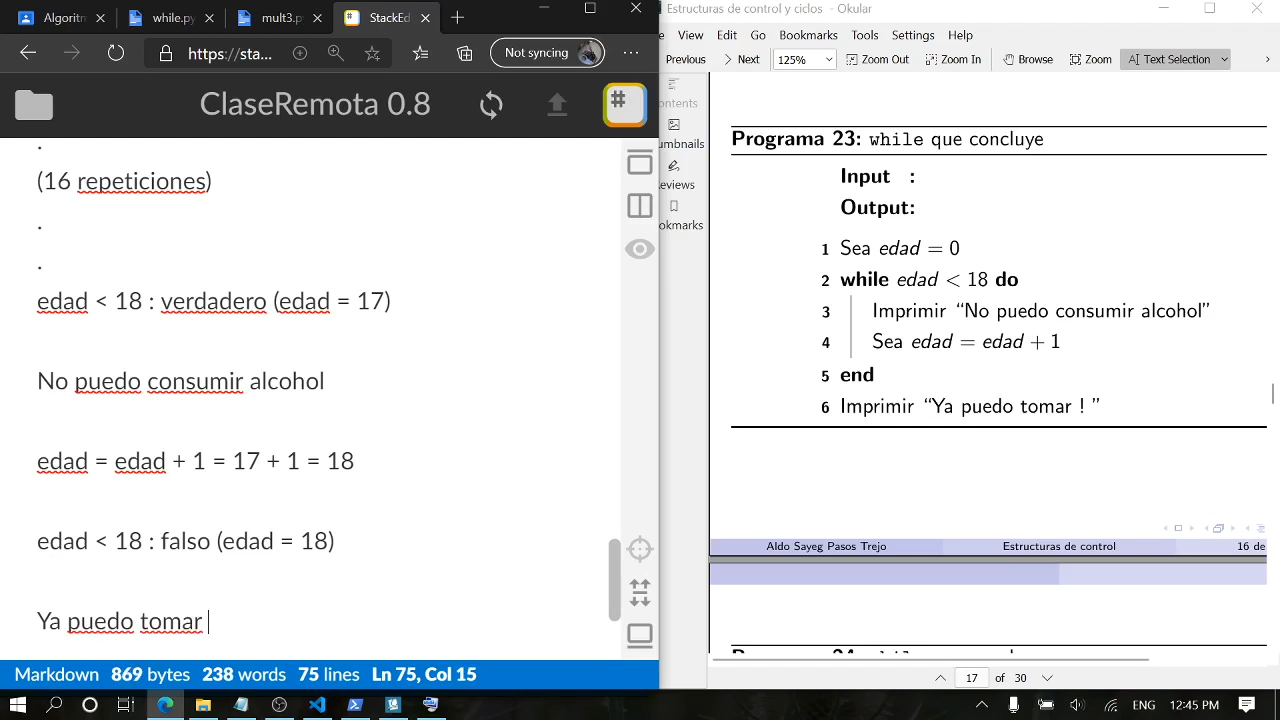 Algorit
while.py
mult3.p
StackEd
https://sta...
Not syncing
ClaseRemota 0.8
.
(16 repeticiones)
.
.
edad < 18 : verdadero (edad = 17)
No puedo consumir alcohol
edad = edad + 1 = 17 + 1 = 18
edad < 18 : falso (edad = 18)
Ya puedo tomar
Markdown 869 bytes 238 words 75 lines Ln 75, Col 15
Estructuras de control y ciclos - Okular
View Edit Go Bookmarks Tools Settings Help
Previous Next 125% Zoom Out Zoom In Browse Zoom Text Selection
ontents
umbnails
eviews
okmarks
Programa 23: while que concluye
Input :
Output:
1 Sea edad = 0
2 while edad < 18 do
3 Imprimir “No puedo consumir alcohol”
4 Sea edad = edad + 1
5 end
6 Imprimir “Ya puedo tomar ! ”
Aldo Sayeg Pasos Trejo Estructuras de control 16 de
17 of 30
ENG 12:45 PM